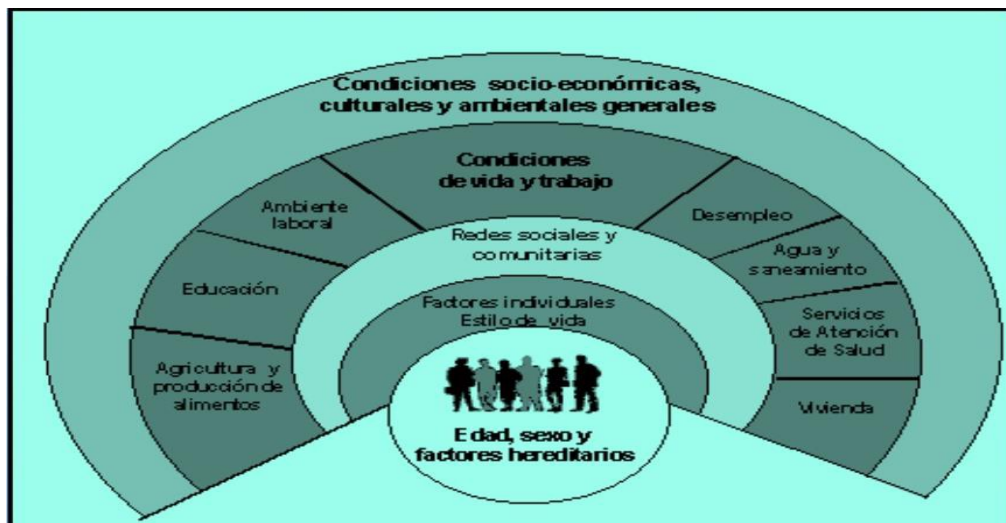 Condiciones socio-económicas,
culturales y ambientales generales
Condiciones
de vida y trabajo
Ambiente
laboral
Desempleo
Redes sociales y
comunitarias
Agua y
saneamiento
Educación
Factores individuales
Estilo de vida
Servicios
de Atención
de Salud
Agricultura y
producción de
alimentos
Vivienda
Edad, sexo y
factores hereditarios